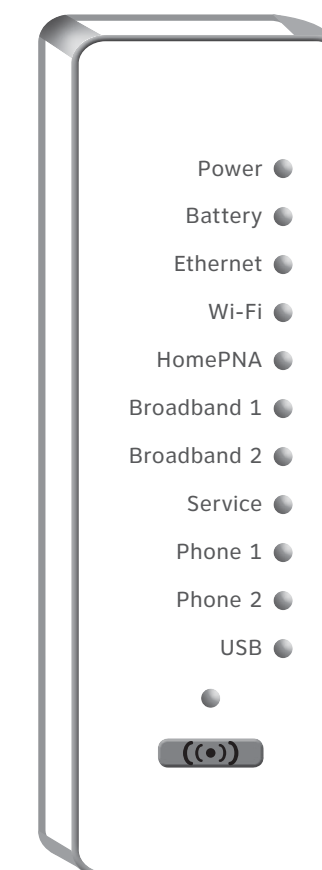 Power
Battery
Ethernet
Wi-Fi
HomePNA
Broadband 1
Broadband 2
Service
Phone 1
Phone 2
USB